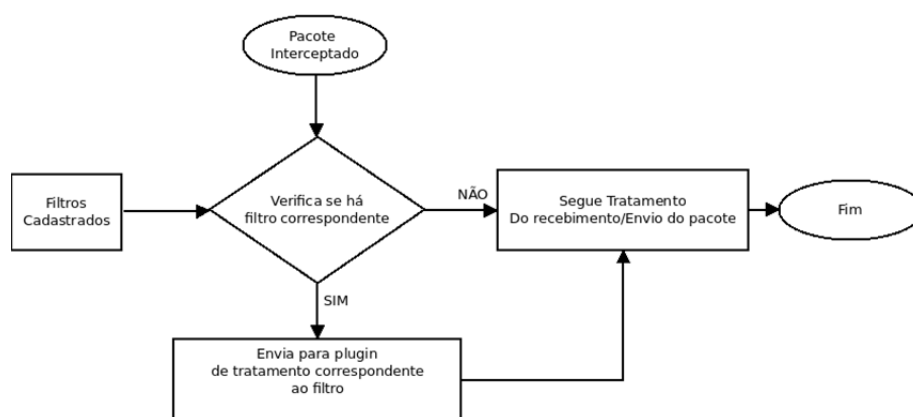 Pacote
Interceptado
Filtros
Cadastrados
Verifica se há
filtro correspondente
NÃO
Segue Tratamento
Do recebimento/Envio do pacote
Fim
SIM
Envia para plugin
de tratamento correspondente
ao filtro